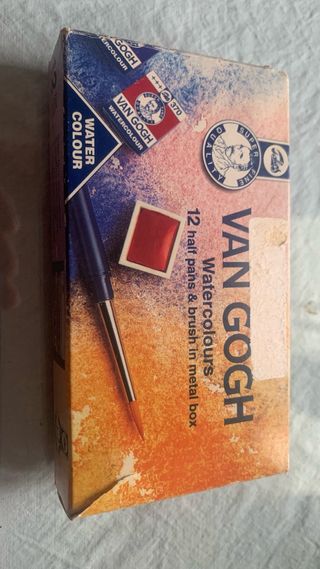 VAN GOGH
Watercolours
12 half pans & brush in metal box
SUPER FINE
QUALITY
WATER
COLOUR
GOGH
WATERCOLOUR
370
VAN GOGH
WATERCOLOUR